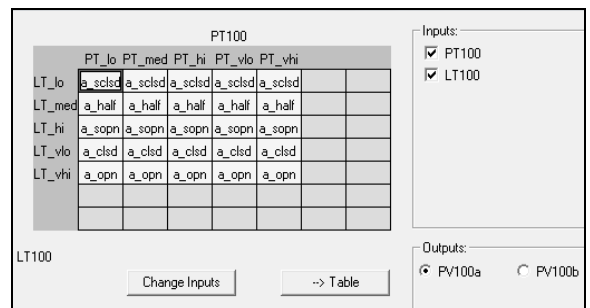 PT100
PT_lo PT_med PT_hi PT_vlo PT_vhi
LT_lo a_sclsd a_sclsd a_sclsd a_sclsd a_sclsd
LT_med a_half a_half a_half a_half a_half
LT_hi a_sopn a_sopn a_sopn a_sopn a_sopn
LT_vlo a_clsd a_clsd a_clsd a_clsd a_clsd
LT_vhi a_opn a_opn a_opn a_opn a_opn
LT100
Change Inputs --> Table
Inputs:
PT100
LT100
Outputs:
PV100a PV100b